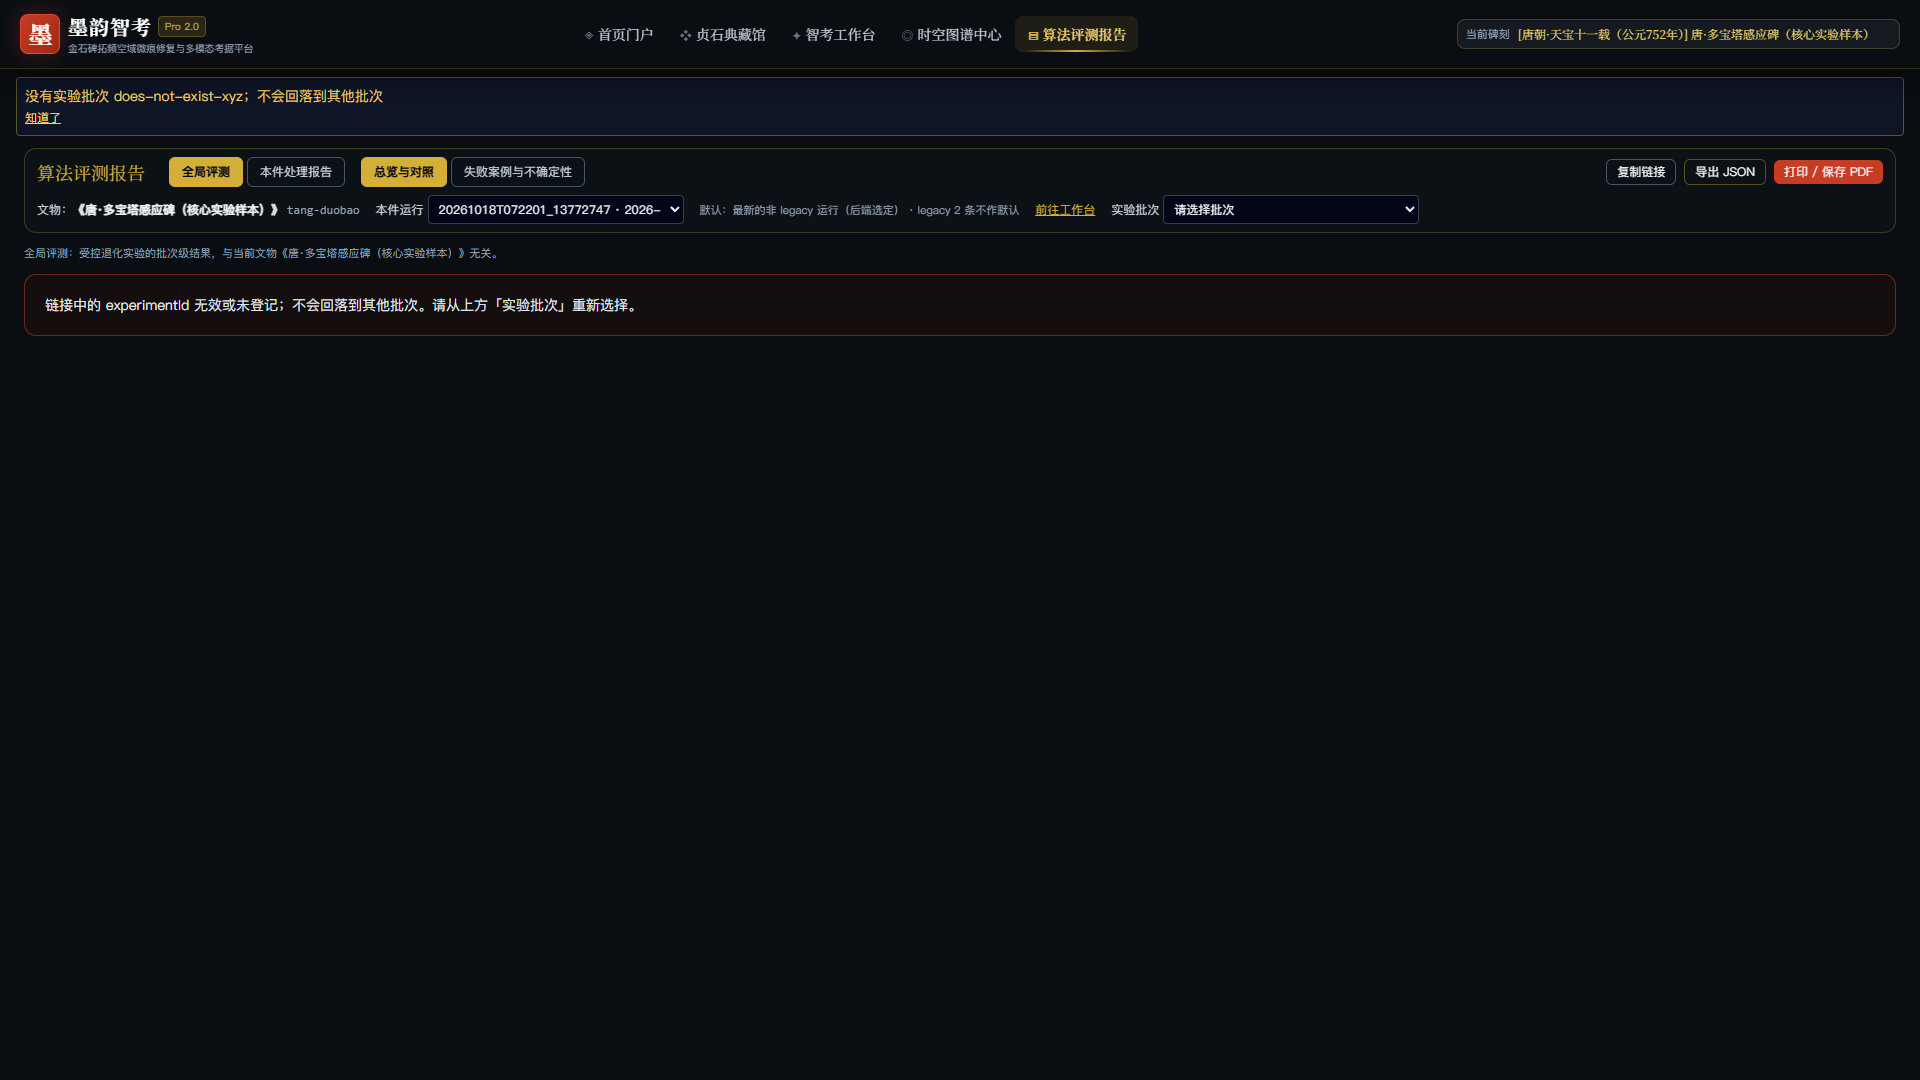 墨 墨韵智考 Pro 2.0
金石碑拓频空域微痕修复与多模态考据平台
首页门户 贞石典藏馆 智考工作台 时空图谱中心 算法评测报告
当前碑刻 [唐朝·天宝十一载（公元752年）] 唐·多宝塔感应碑（核心实验样本）
没有实验批次 does-not-exist-xyz；不会回落到其他批次
知道了
算法评测报告 全局评测 本件处理报告 总览与对照 失败案例与不确定性 复制链接 导出 JSON 打印 / 保存 PDF
文物：《唐·多宝塔感应碑（核心实验样本）》 tang-duobao 本件运行 20261018T072201_13772747 · 2026- 默认：最新的非 legacy 运行（后端选定） · legacy 2 条不作默认 前往工作台 实验批次 请选择批次
全局评测：受控退化实验的批次级结果，与当前文物《唐·多宝塔感应碑（核心实验样本）》无关。
链接中的 experimentId 无效或未登记；不会回落到其他批次。请从上方「实验批次」重新选择。